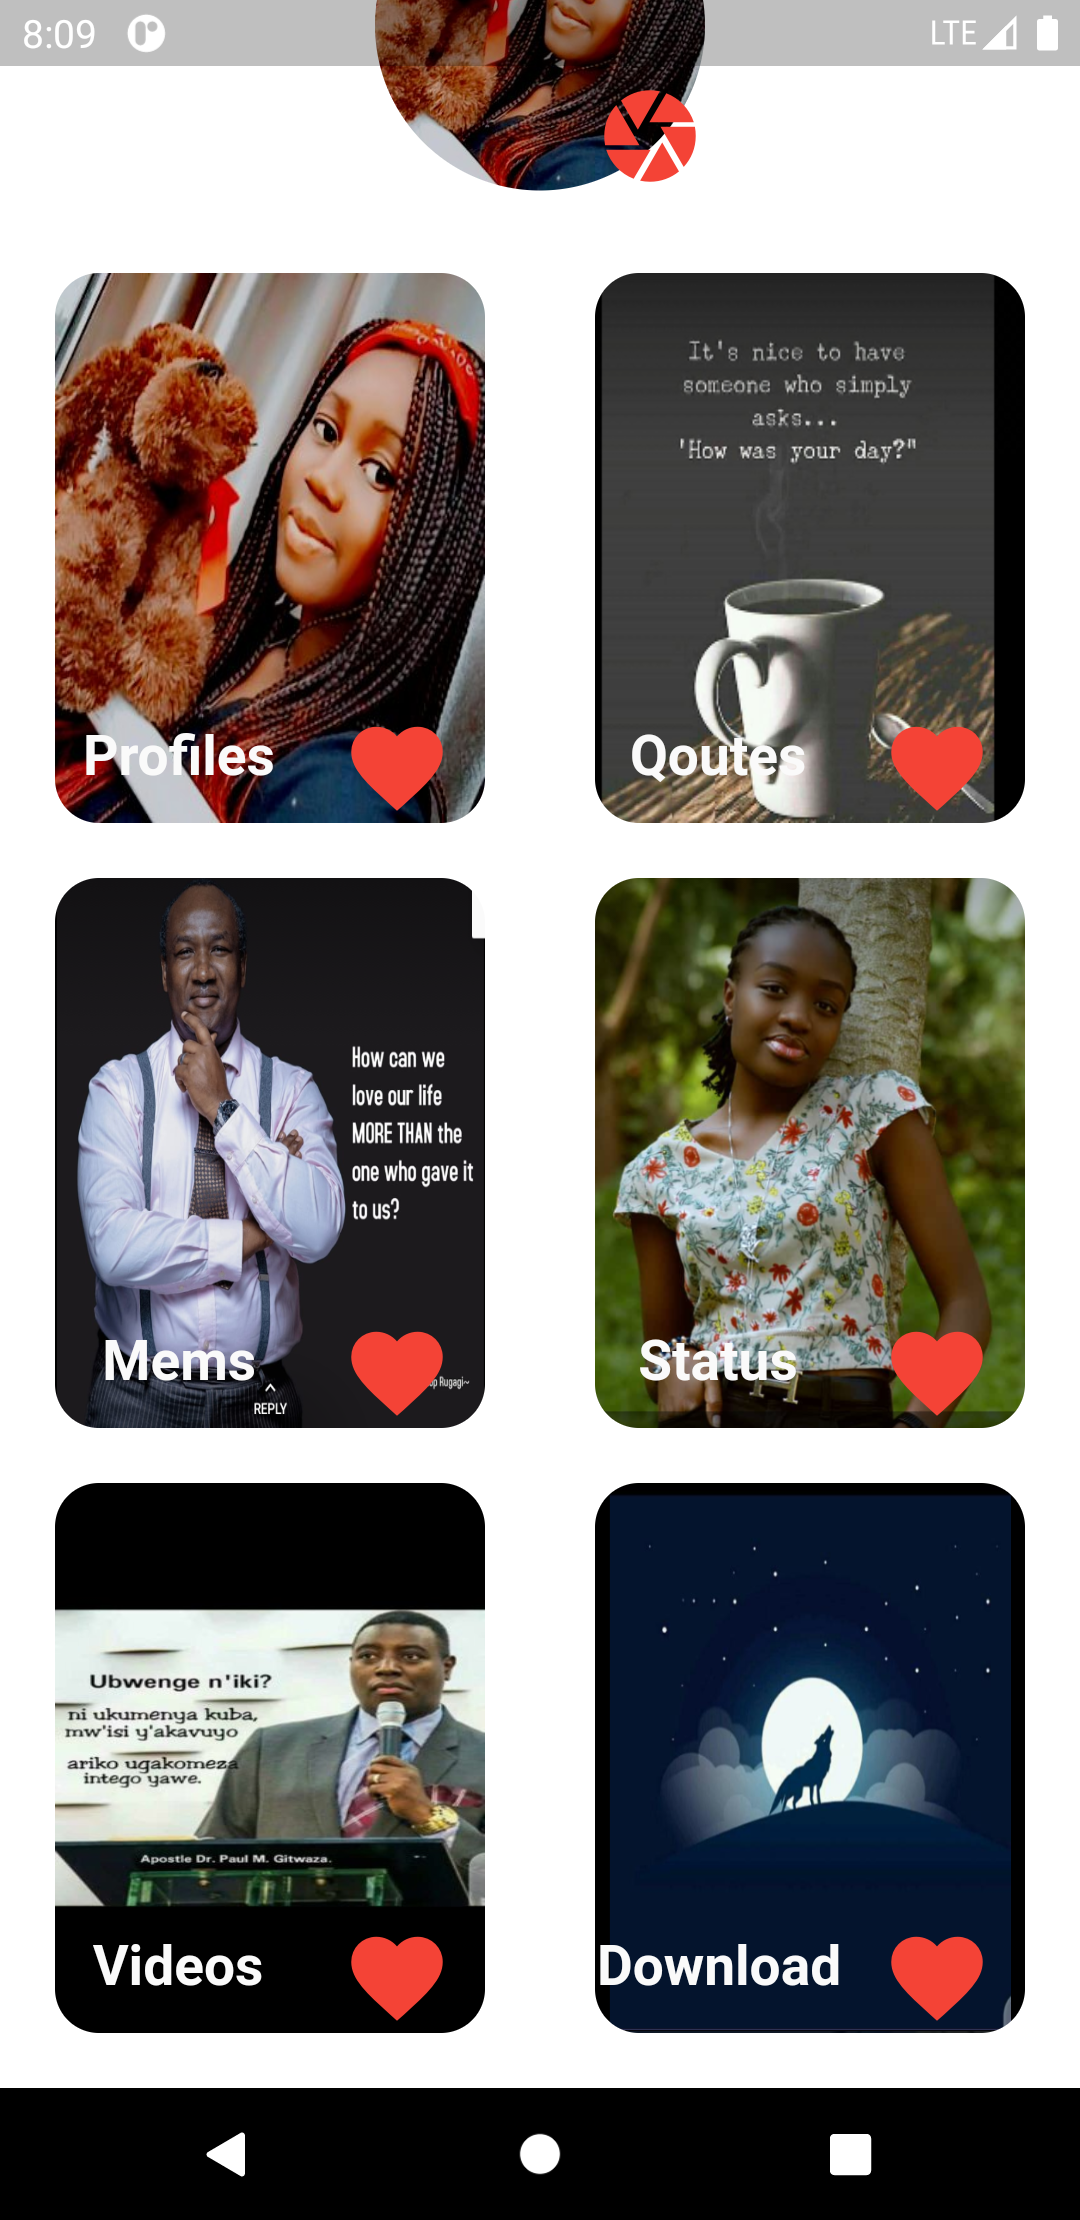 8:09
LTE
It's nice to have
someone who simply
asks...
'How was your day?"
Profiles
Qoutes
How can we
love our life
MORE THAN the
one who gave it
to us?
Mems
Rugagi~
REPLY
Status
Ubwenge n'iki?
ni ukumenya kuba,
mw'isi y'akavuyo
ariko ugakomeza
intego yawe.
Apostle Dr. Paul M. Gitwaza.
Videos
Download